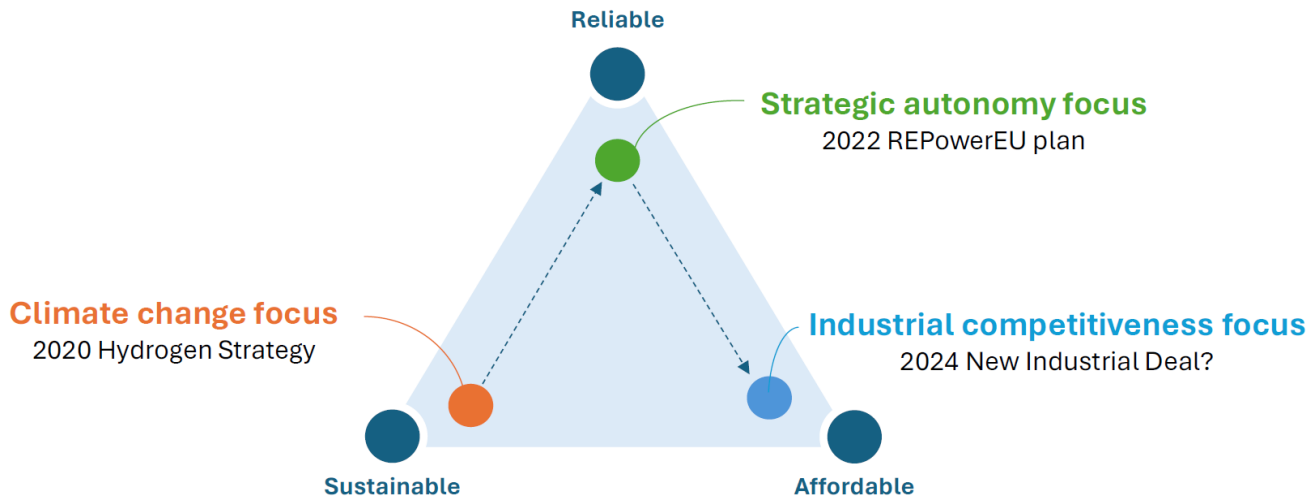 Reliable
Strategic autonomy focus
2022 REPowerEU plan
Climate change focus
2020 Hydrogen Strategy
Industrial competitiveness focus
2024 New Industrial Deal?
Sustainable
Affordable